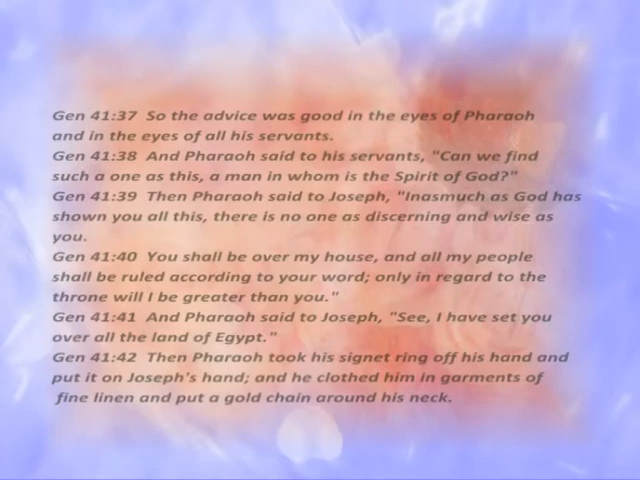 Gen 41:37  So the advice was good in the eyes of Pharaoh
and in the eyes of all his servants.
Gen 41:38  And Pharaoh said to his servants, "Can we find
such a one as this, a man in whom is the Spirit of God?"
Gen 41:39  Then Pharaoh said to Joseph, "Inasmuch as God has
shown you all this, there is no one as discerning and wise as
you.
Gen 41:40  You shall be over my house, and all my people
shall be ruled according to your word; only in regard to the
throne will I be greater than you."
Gen 41:41  And Pharaoh said to Joseph, "See, I have set you
over all the land of Egypt."
Gen 41:42  Then Pharaoh took his signet ring off his hand and
put it on Joseph's hand; and he clothed him in garments of
fine linen and put a gold chain around his neck.